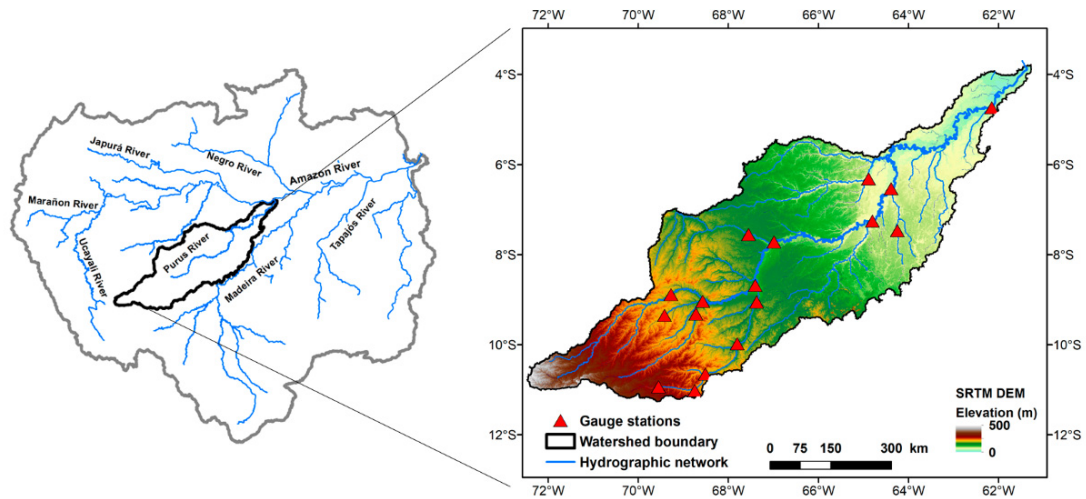 Japurá River
Negro River
Amazon River
Marañon River
Ucayali River
Purus River
Madeira River
Tapajós River
72°W 70°W 68°W 66°W 64°W 62°W
4°S 4°S
6°S 6°S
8°S 8°S
10°S 10°S
12°S 12°S
Gauge stations
Watershed boundary
Hydrographic network
0 75 150 300 km
SRTM DEM
Elevation (m)
500
0
72°W 70°W 68°W 66°W 64°W 62°W